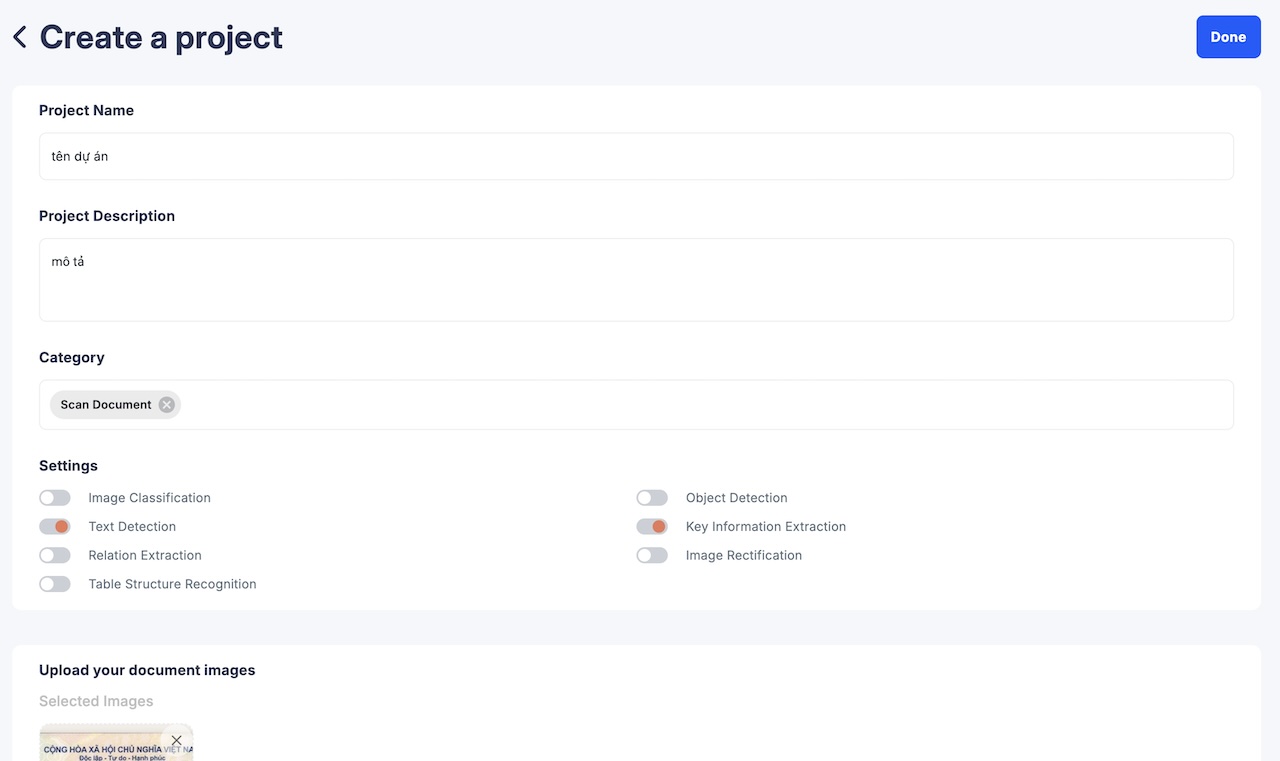 Create a project
Done
Project Name
tên dự án
Project Description
mô tả
Category
Scan Document
Settings
Image Classification
Object Detection
Text Detection
Key Information Extraction
Relation Extraction
Image Rectification
Table Structure Recognition
Upload your document images
Selected Images
CỘNG HÒA XÃ HỘI CHỦ NGHĨA VIỆT NA
Độc lập - Tự do - Hạnh phúc